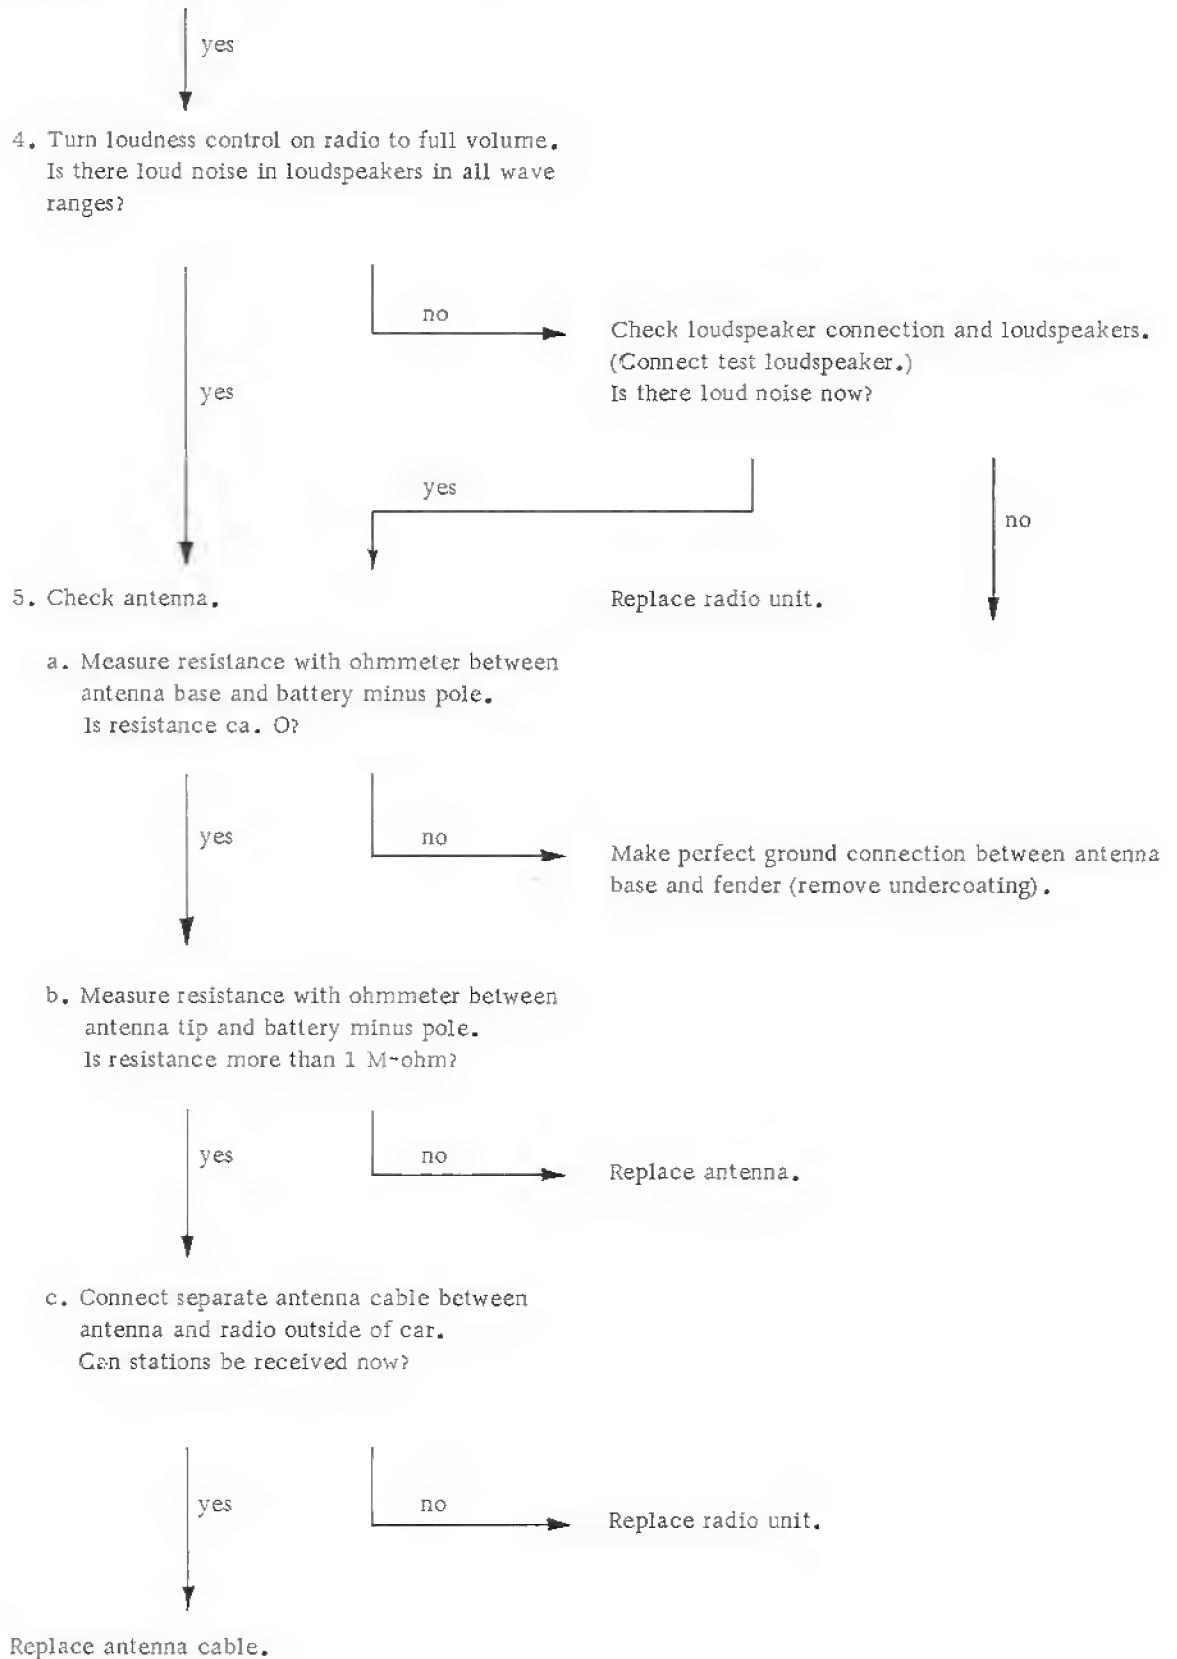 yes
4. Turn loudness control on radio to full volume.
Is there loud noise in loudspeakers in all wave
ranges?
no
Check loudspeaker connection and loudspeakers.
(Connect test loudspeaker.)
Is there loud noise now?
yes
yes
no
5. Check antenna.
Replace radio unit.
a. Measure resistance with ohmmeter between
antenna base and battery minus pole.
Is resistance ca. O?
yes
no
Make perfect ground connection between antenna
base and fender (remove undercoating).
b. Measure resistance with ohmmeter between
antenna tip and battery minus pole.
Is resistance more than 1 M-ohm?
yes
no
Replace antenna.
c. Connect separate antenna cable between
antenna and radio outside of car.
Can stations be received now?
yes
no
Replace radio unit.
Replace antenna cable.